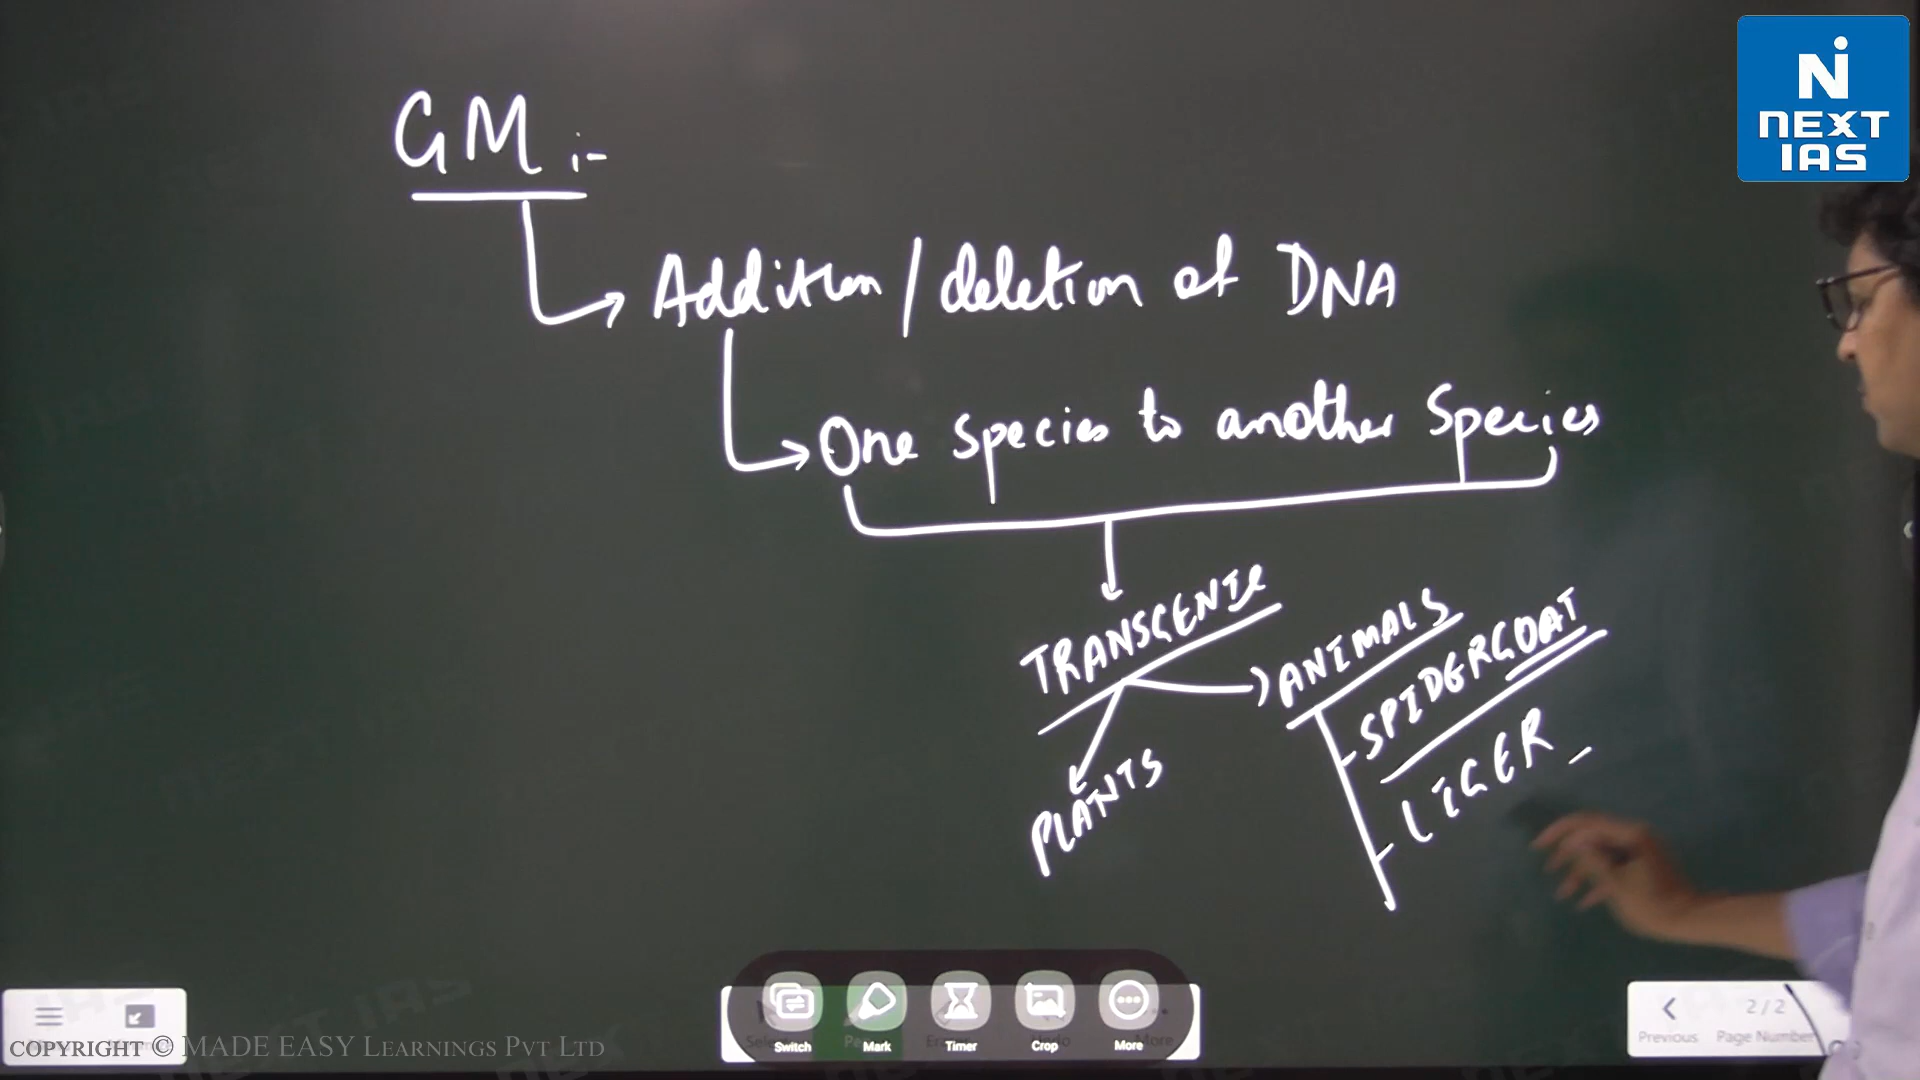 N
NEXT
IAS
GM :-
Addition / deletion of DNA
One species to another Species
TRANSGENIC
ANIMALS
SPIDERGOAT
LIGER
PLANTS
Switch
Mark
Timer
Crop
More
2/2
Previous
Page Number
COPYRIGHT © MADE EASY LEARNINGS PVT LTD